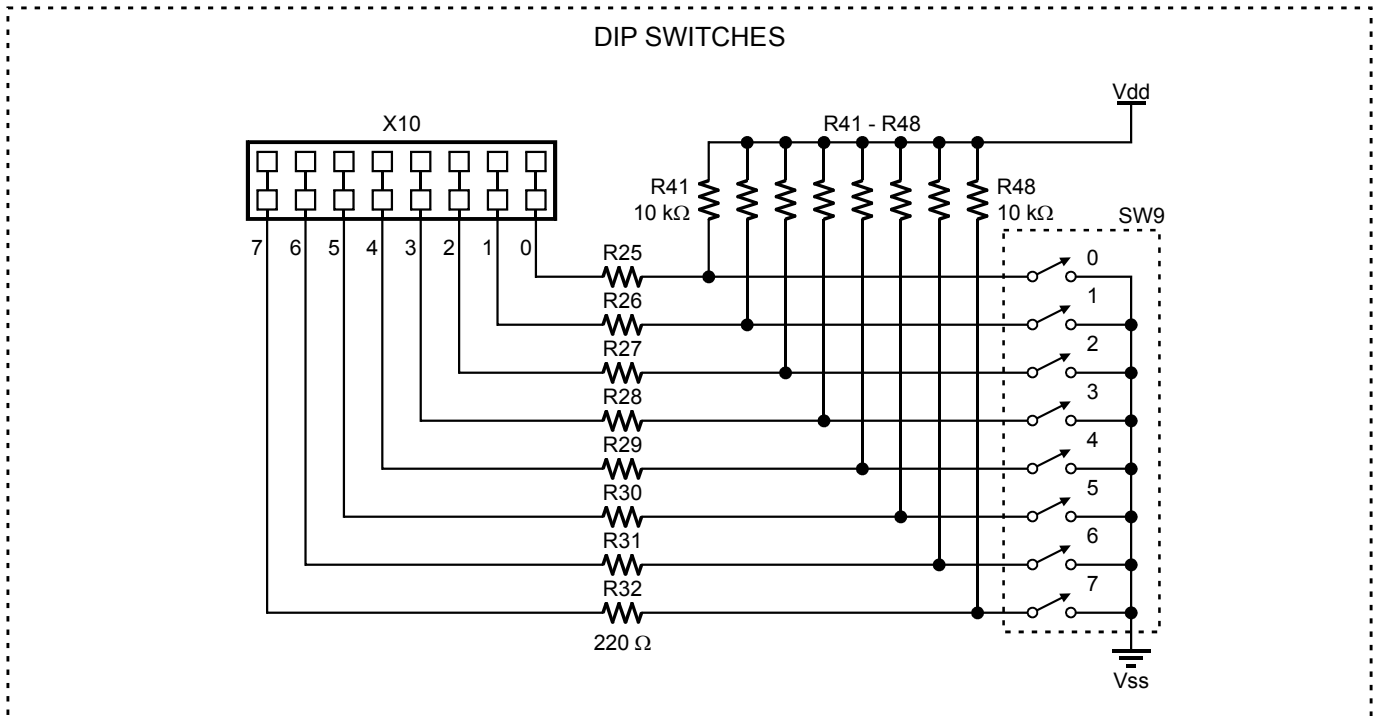 DIP SWITCHES
Vdd
X10
R41 - R48
R41
10 kΩ
R48
10 kΩ
SW9
7 6 5 4 3 2 1 0
R25
0
R26
1
R27
2
R28
3
R29
4
R30
5
R31
6
R32
7
220 Ω
Vss